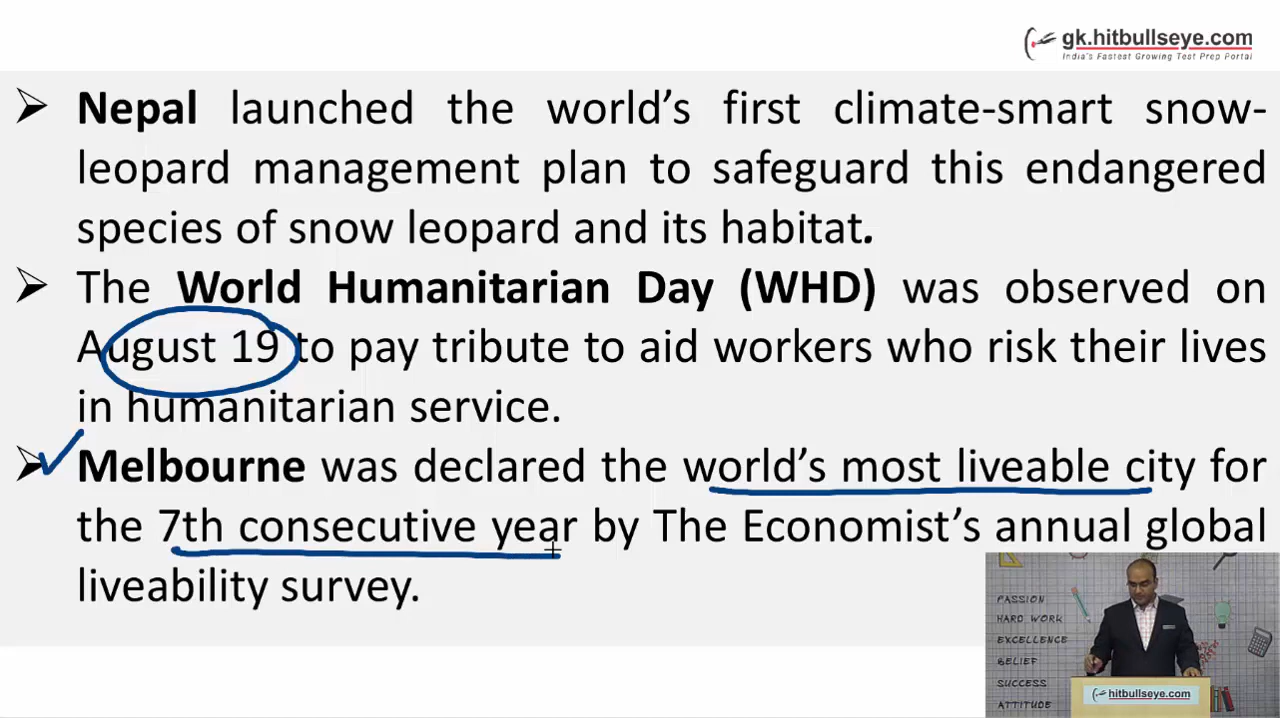 gk.hitbullseye.com
India's Fastest Growing Test Prep Portal
Nepal launched the world's first climate-smart snow-
leopard management plan to safeguard this endangered
species of snow leopard and its habitat.
The World Humanitarian Day (WHD) was observed on
August 19 to pay tribute to aid workers who risk their lives
in humanitarian service.
Melbourne was declared the world's most liveable city for
the 7th consecutive year by The Economist's annual global
liveability survey.
PASSION
HARD WORK
EXCELLENCE
BELIEF
SUCCESS
ATTITUDE
hitbullseye.com